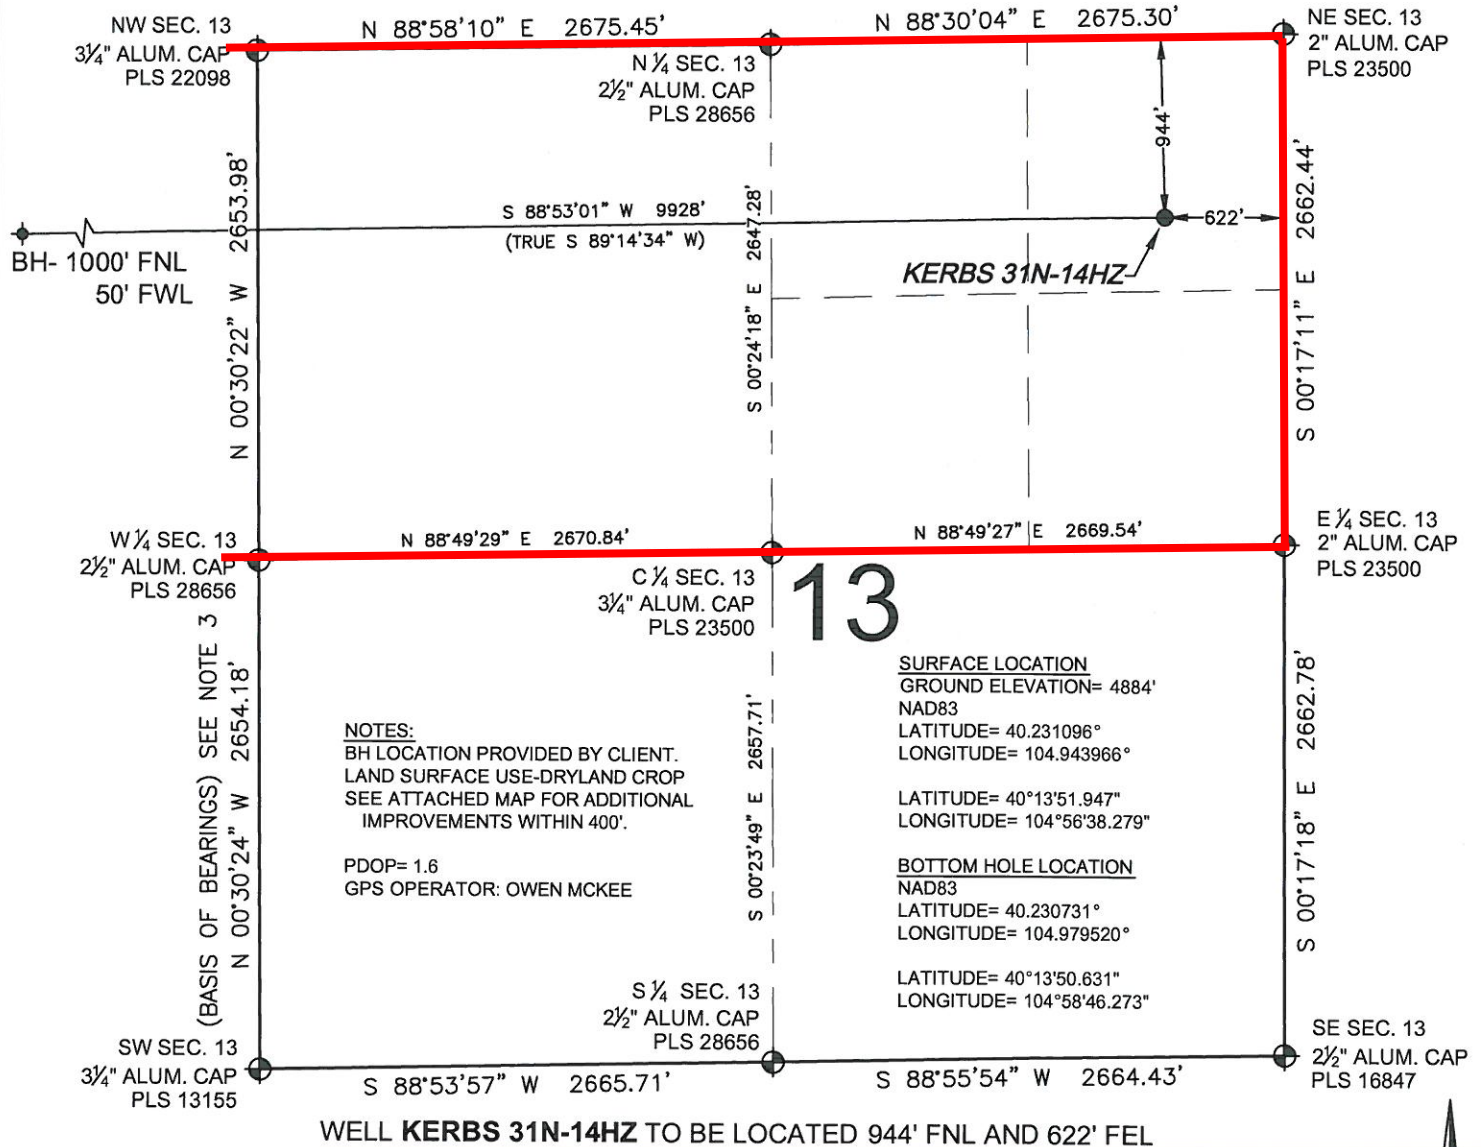 NW SEC. 13
3¼" ALUM. CAP
PLS 22098
N 88°58'10" E 2675.45'
N 88°30'04" E 2675.30'
NE SEC. 13
2" ALUM. CAP
PLS 23500
N ¼ SEC. 13
2½" ALUM. CAP
PLS 28656
944'
622'
N 00°30'22" W 2653.98'
S 88°53'01" W 9928'
(TRUE S 89°14'34" W)
S 00°24'18" E 2647.28'
S 00°17'11" E 2662.44'
BH- 1000' FNL
50' FWL
KERBS 31N-14HZ
W ¼ SEC. 13
2½" ALUM. CAP
PLS 28656
N 88°49'29" E 2670.84'
N 88°49'27" E 2669.54'
E ¼ SEC. 13
2" ALUM. CAP
PLS 23500
C ¼ SEC. 13
3¼" ALUM. CAP
PLS 23500
13
(BASIS OF BEARINGS) SEE NOTE 3
N 00°30'24" W 2654.18'
NOTES:
BH LOCATION PROVIDED BY CLIENT.
LAND SURFACE USE-DRYLAND CROP
SEE ATTACHED MAP FOR ADDITIONAL
IMPROVEMENTS WITHIN 400'.
PDOP= 1.6
GPS OPERATOR: OWEN MCKEE
S 00°23'49" E 2657.71'
SURFACE LOCATION
GROUND ELEVATION= 4884'
NAD83
LATITUDE= 40.231096°
LONGITUDE= 104.943966°
LATITUDE= 40°13'51.947"
LONGITUDE= 104°56'38.279"
BOTTOM HOLE LOCATION
NAD83
LATITUDE= 40.230731°
LONGITUDE= 104.979520°
LATITUDE= 40°13'50.631"
LONGITUDE= 104°58'46.273"
S 00°17'18" E 2662.78'
S ¼ SEC. 13
2½" ALUM. CAP
PLS 28656
SW SEC. 13
3¼" ALUM. CAP
PLS 13155
S 88°53'57" W 2665.71'
S 88°55'54" W 2664.43'
SE SEC. 13
2½" ALUM. CAP
PLS 16847
WELL KERBS 31N-14HZ TO BE LOCATED 944' FNL AND 622' FEL